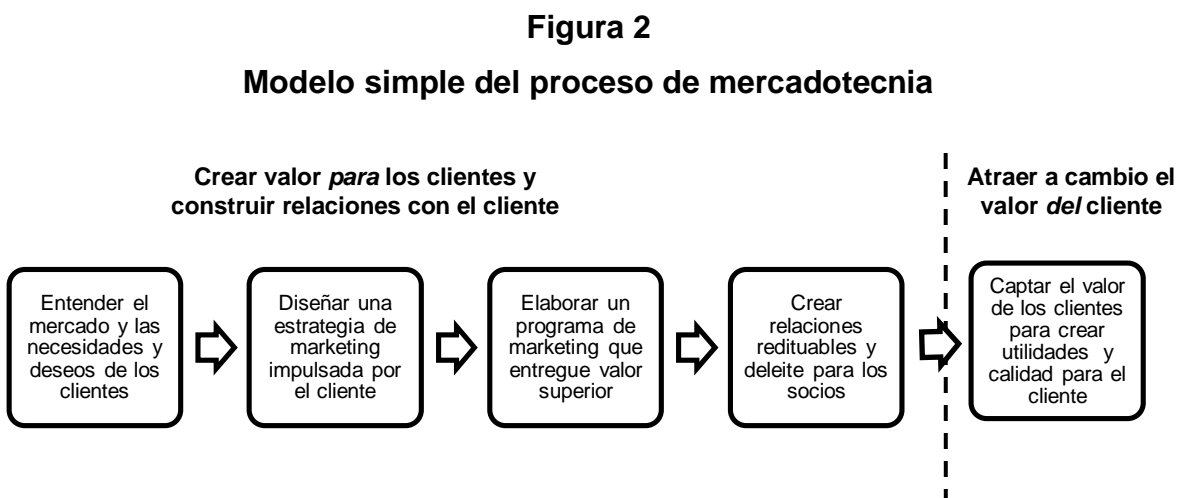 Figura 2
Modelo simple del proceso de mercadotecnia
Crear valor para los clientes y
construir relaciones con el cliente
Atraer a cambio el
valor del cliente
Entender el
mercado y las
necesidades y
deseos de los
clientes
Diseñar una
estrategia de
marketing
impulsada por
el cliente
Elaborar un
programa de
marketing que
entregue valor
superior
Crear
relaciones
redituables y
deleite para los
socios
Captar el valor
de los clientes
para crear
utilidades y
calidad para el
cliente